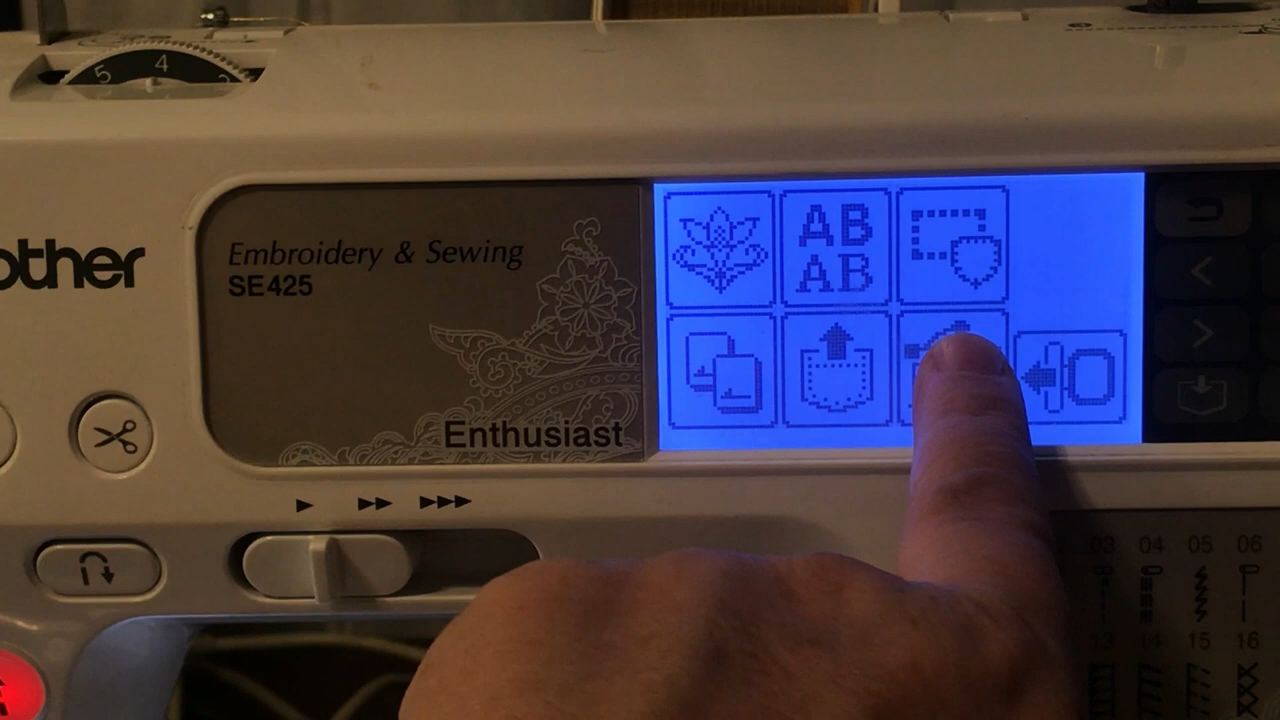 5 4
other
Embroidery & Sewing
SE425
Enthusiast
AB
AB
03 04 05 06
13 14 15 16